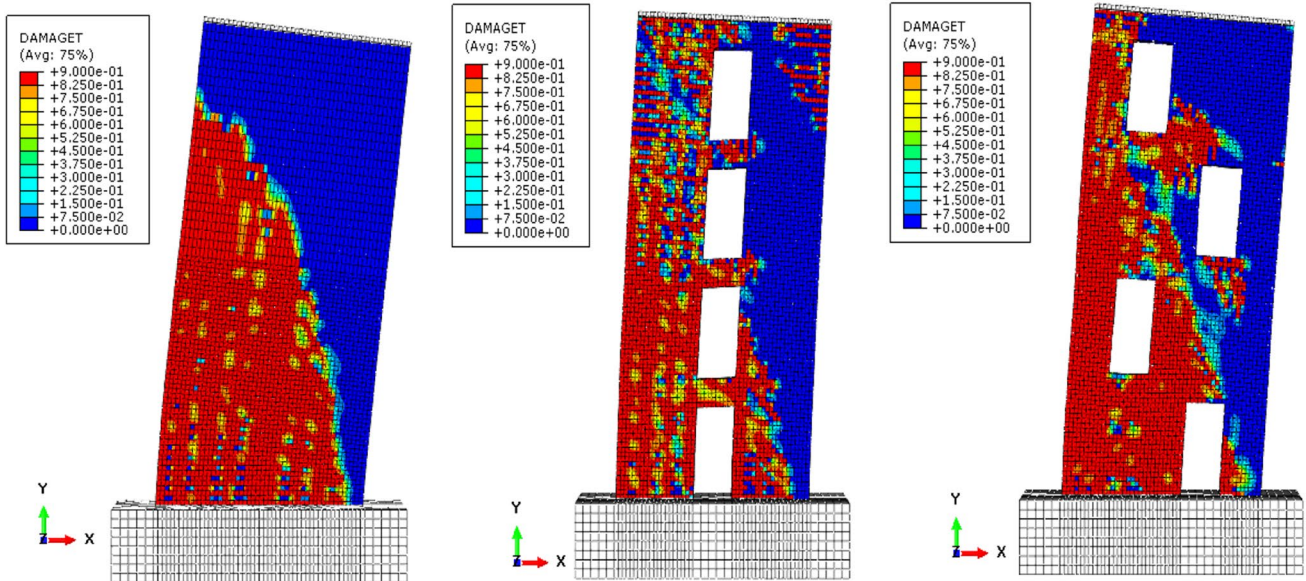 DAMAGET
(Avg: 75%)
+9.000e-01
+8.250e-01
+7.500e-01
+6.750e-01
+6.000e-01
+5.250e-01
+4.500e-01
+3.750e-01
+3.000e-01
+2.250e-01
+1.500e-01
+7.500e-02
+0.000e+00
Y
Z
X
DAMAGET
(Avg: 75%)
+9.000e-01
+8.250e-01
+7.500e-01
+6.750e-01
+6.000e-01
+5.250e-01
+4.500e-01
+3.750e-01
+3.000e-01
+2.250e-01
+1.500e-01
+7.500e-02
+0.000e+00
Y
Z
X
DAMAGET
(Avg: 75%)
+9.000e-01
+8.250e-01
+7.500e-01
+6.750e-01
+6.000e-01
+5.250e-01
+4.500e-01
+3.750e-01
+3.000e-01
+2.250e-01
+1.500e-01
+7.500e-02
+0.000e+00
Y
Z
X